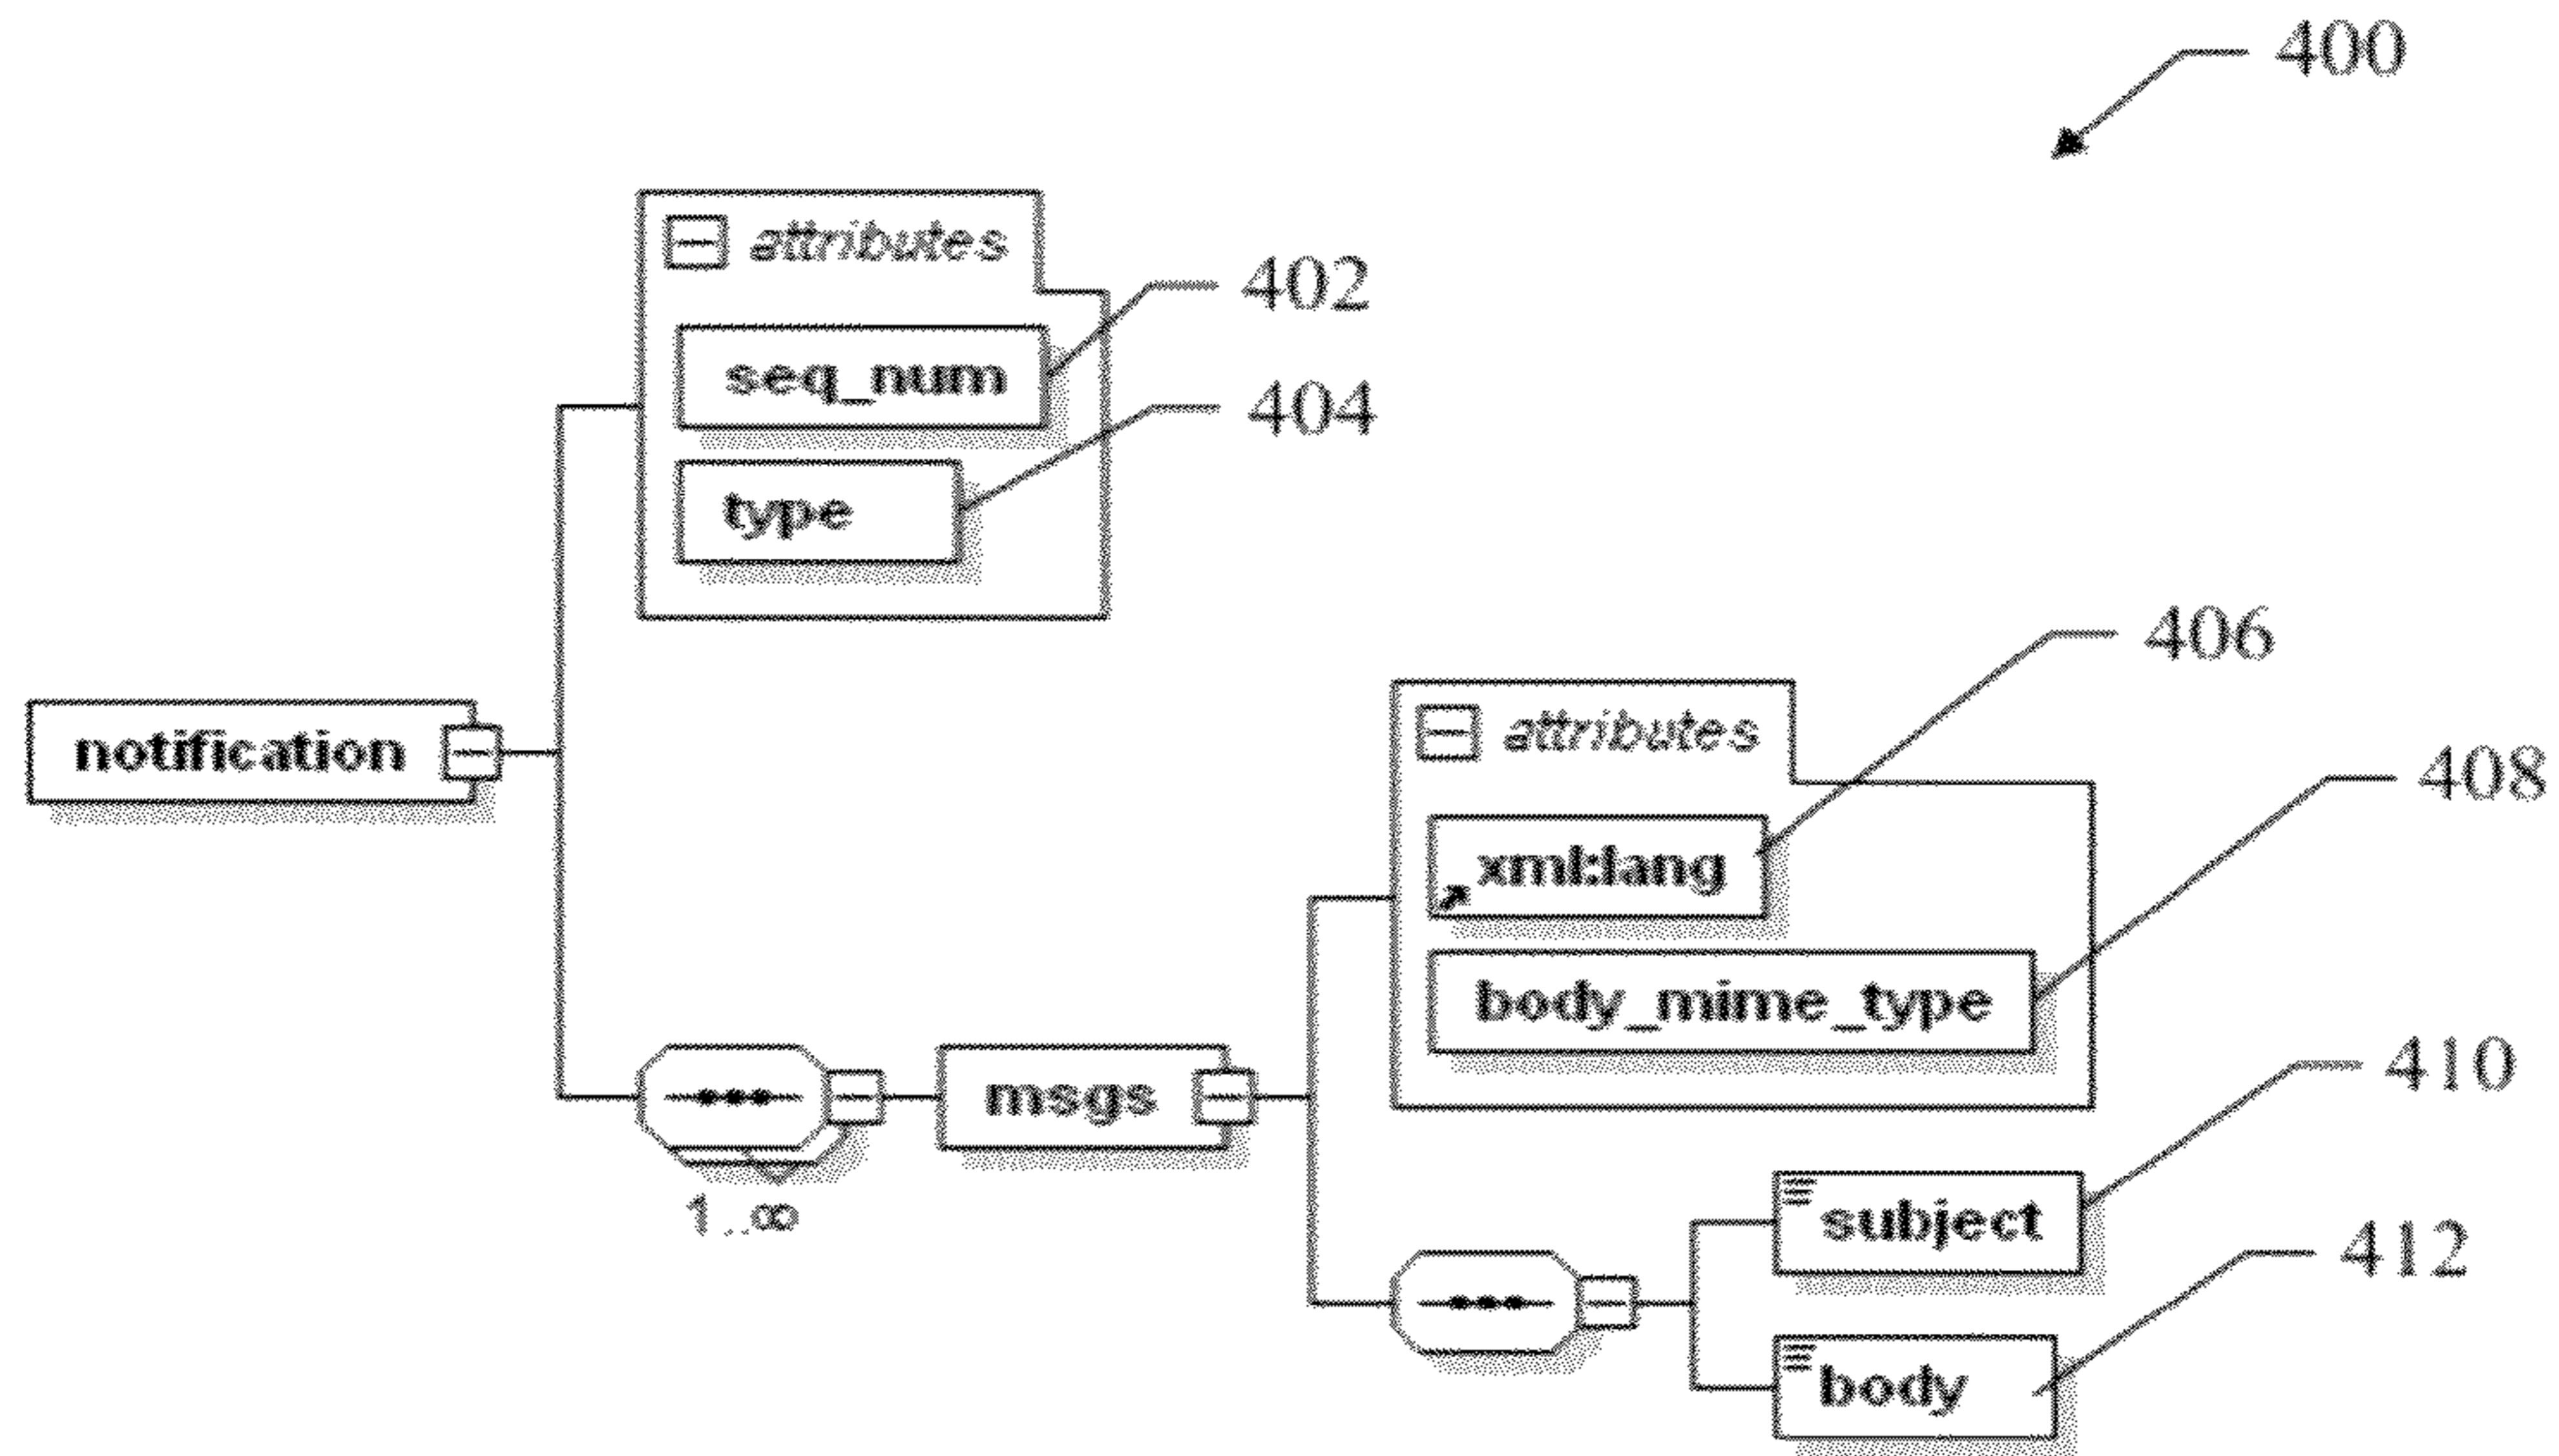 400
attributes
402
seq_num
404
type
406
notification
attributes
408
xml:lang
body_mime_type
410
msgs
1..∞
subject
412
body